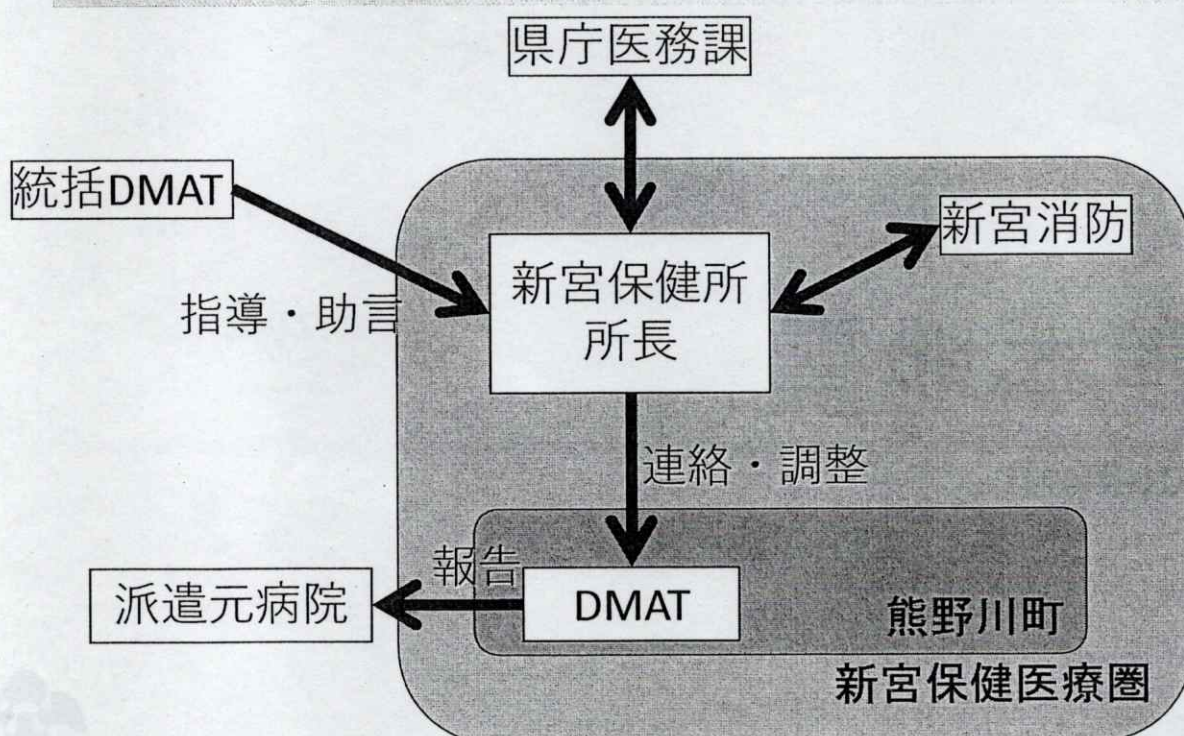 県庁医務課
統括DMAT
新宮消防
新宮保健所
所長
指導・助言
連絡・調整
報告
派遣元病院
DMAT
熊野川町
新宮保健医療圏